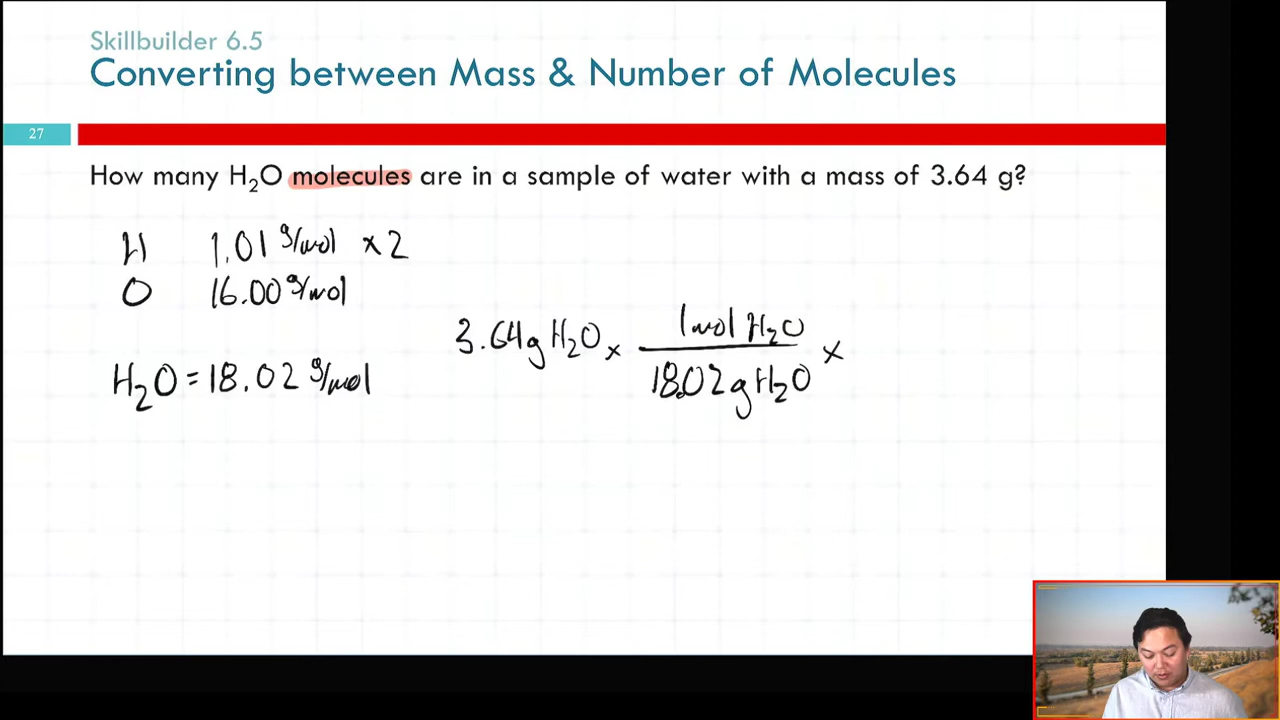 Skillbuilder 6.5
Converting between Mass & Number of Molecules
27
How many H₂O molecules are in a sample of water with a mass of 3.64 g?
H 1.01 g/mol x 2
O 16.00 g/mol
H₂O = 18.02 g/mol
3.64g H₂O x 1 mol H₂O / 18.02g H₂O x